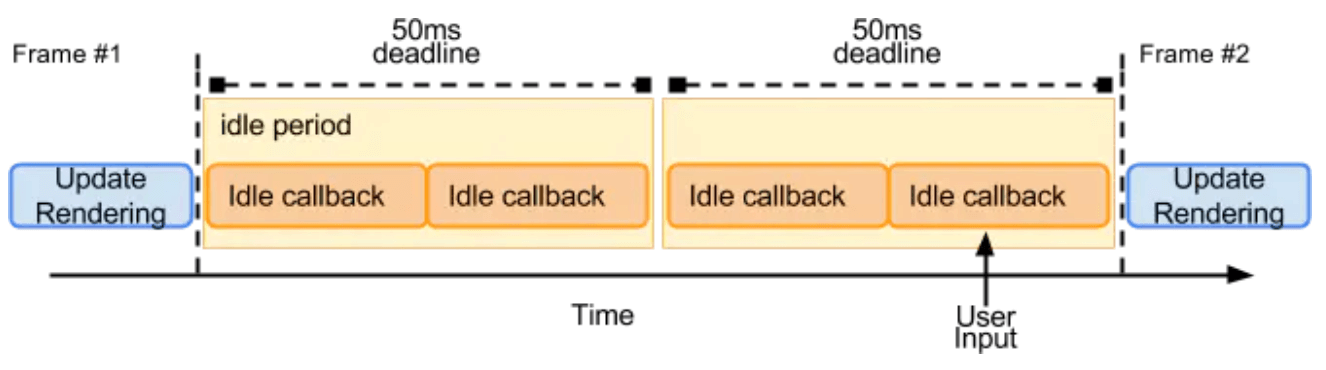 50ms
deadline
50ms
deadline
Frame #1
Frame #2
idle period
Update
Rendering
Idle callback
Idle callback
Idle callback
Idle callback
Update
Rendering
Time
User
Input